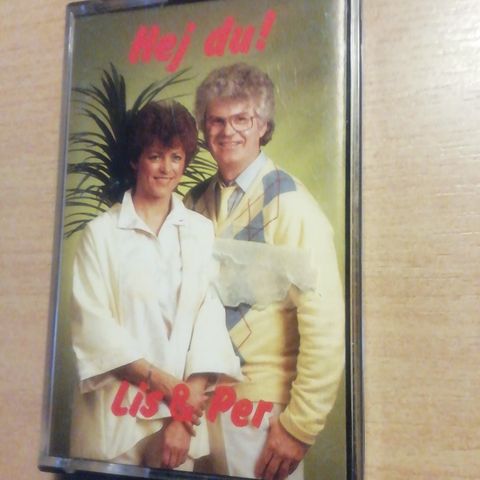 Hej du!
Lis & Per